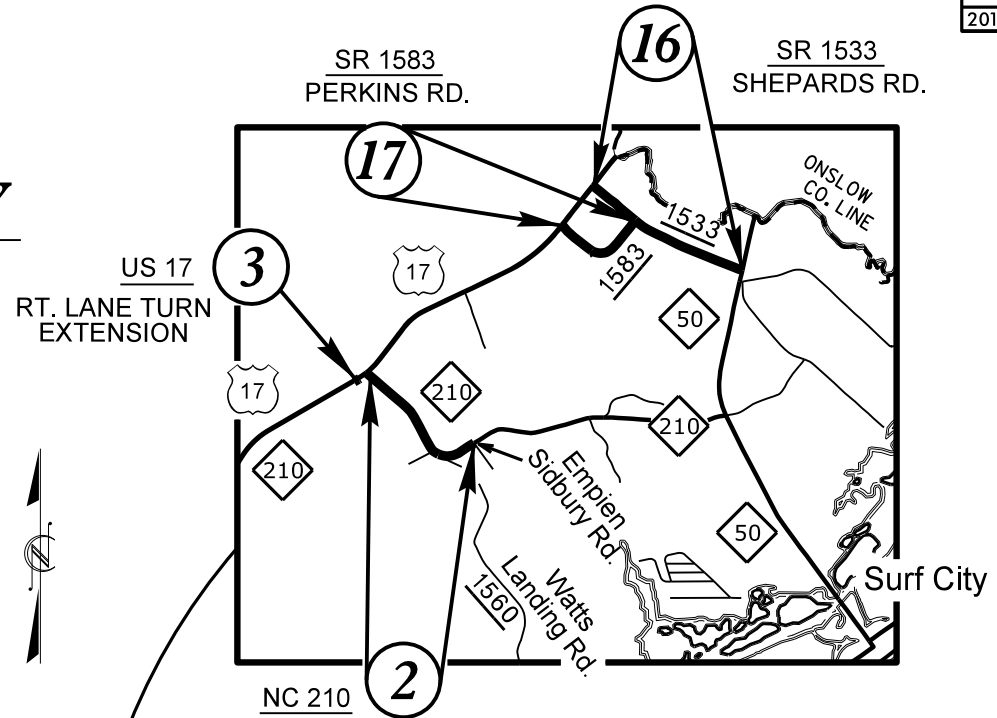 201
16
SR 1583
PERKINS RD.
SR 1533
SHEPARDS RD.
17
ONSLOW
CO. LINE
1533
1583
US 17
3
RT. LANE TURN
EXTENSION
17
50
17
210
210
210
Empien
Sidbury Rd.
50
Watts
Landing Rd.
1560
Surf City
N
NC 210
2